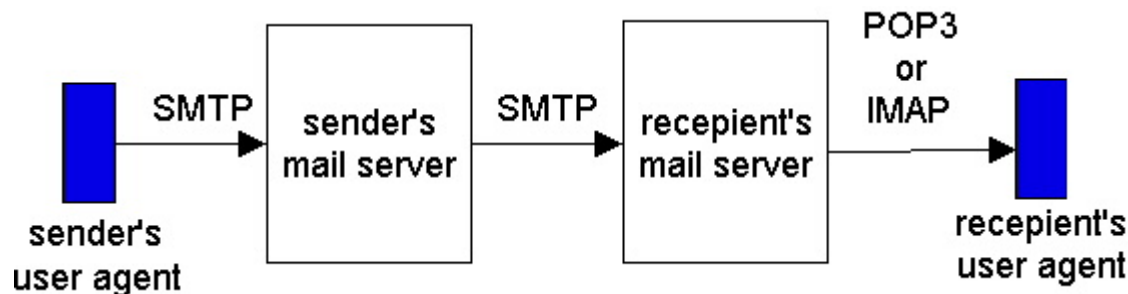 sender's
user agent
SMTP
sender's
mail server
SMTP
recepient's
mail server
POP3
or
IMAP
recepient's
user agent